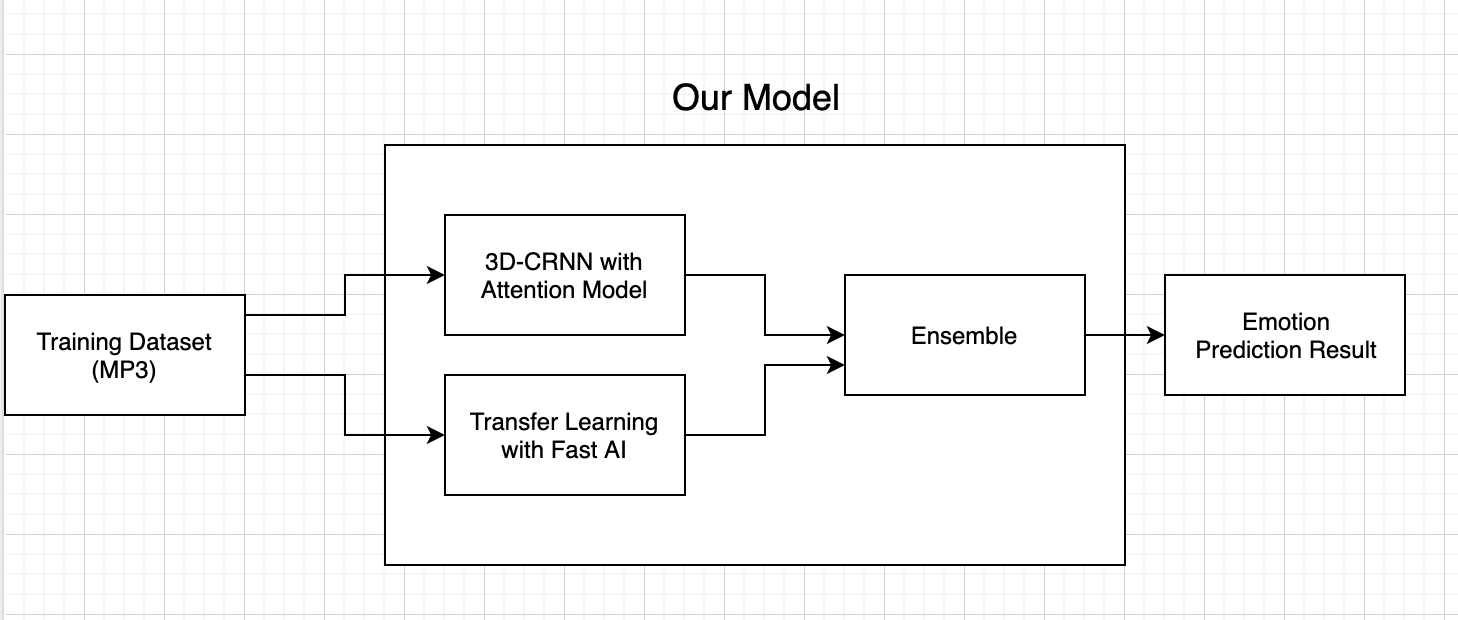 Our Model
Training Dataset
(MP3)
3D-CRNN with
Attention Model
Transfer Learning
with Fast AI
Ensemble
Emotion
Prediction Result